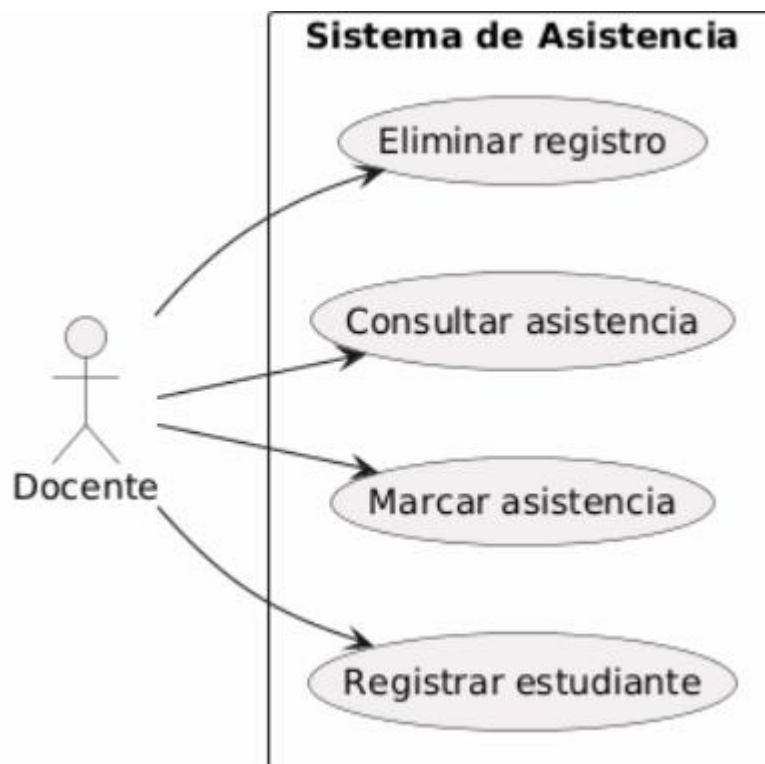 Sistema de Asistencia
Eliminar registro
Consultar asistencia
Docente
Marcar asistencia
Registrar estudiante